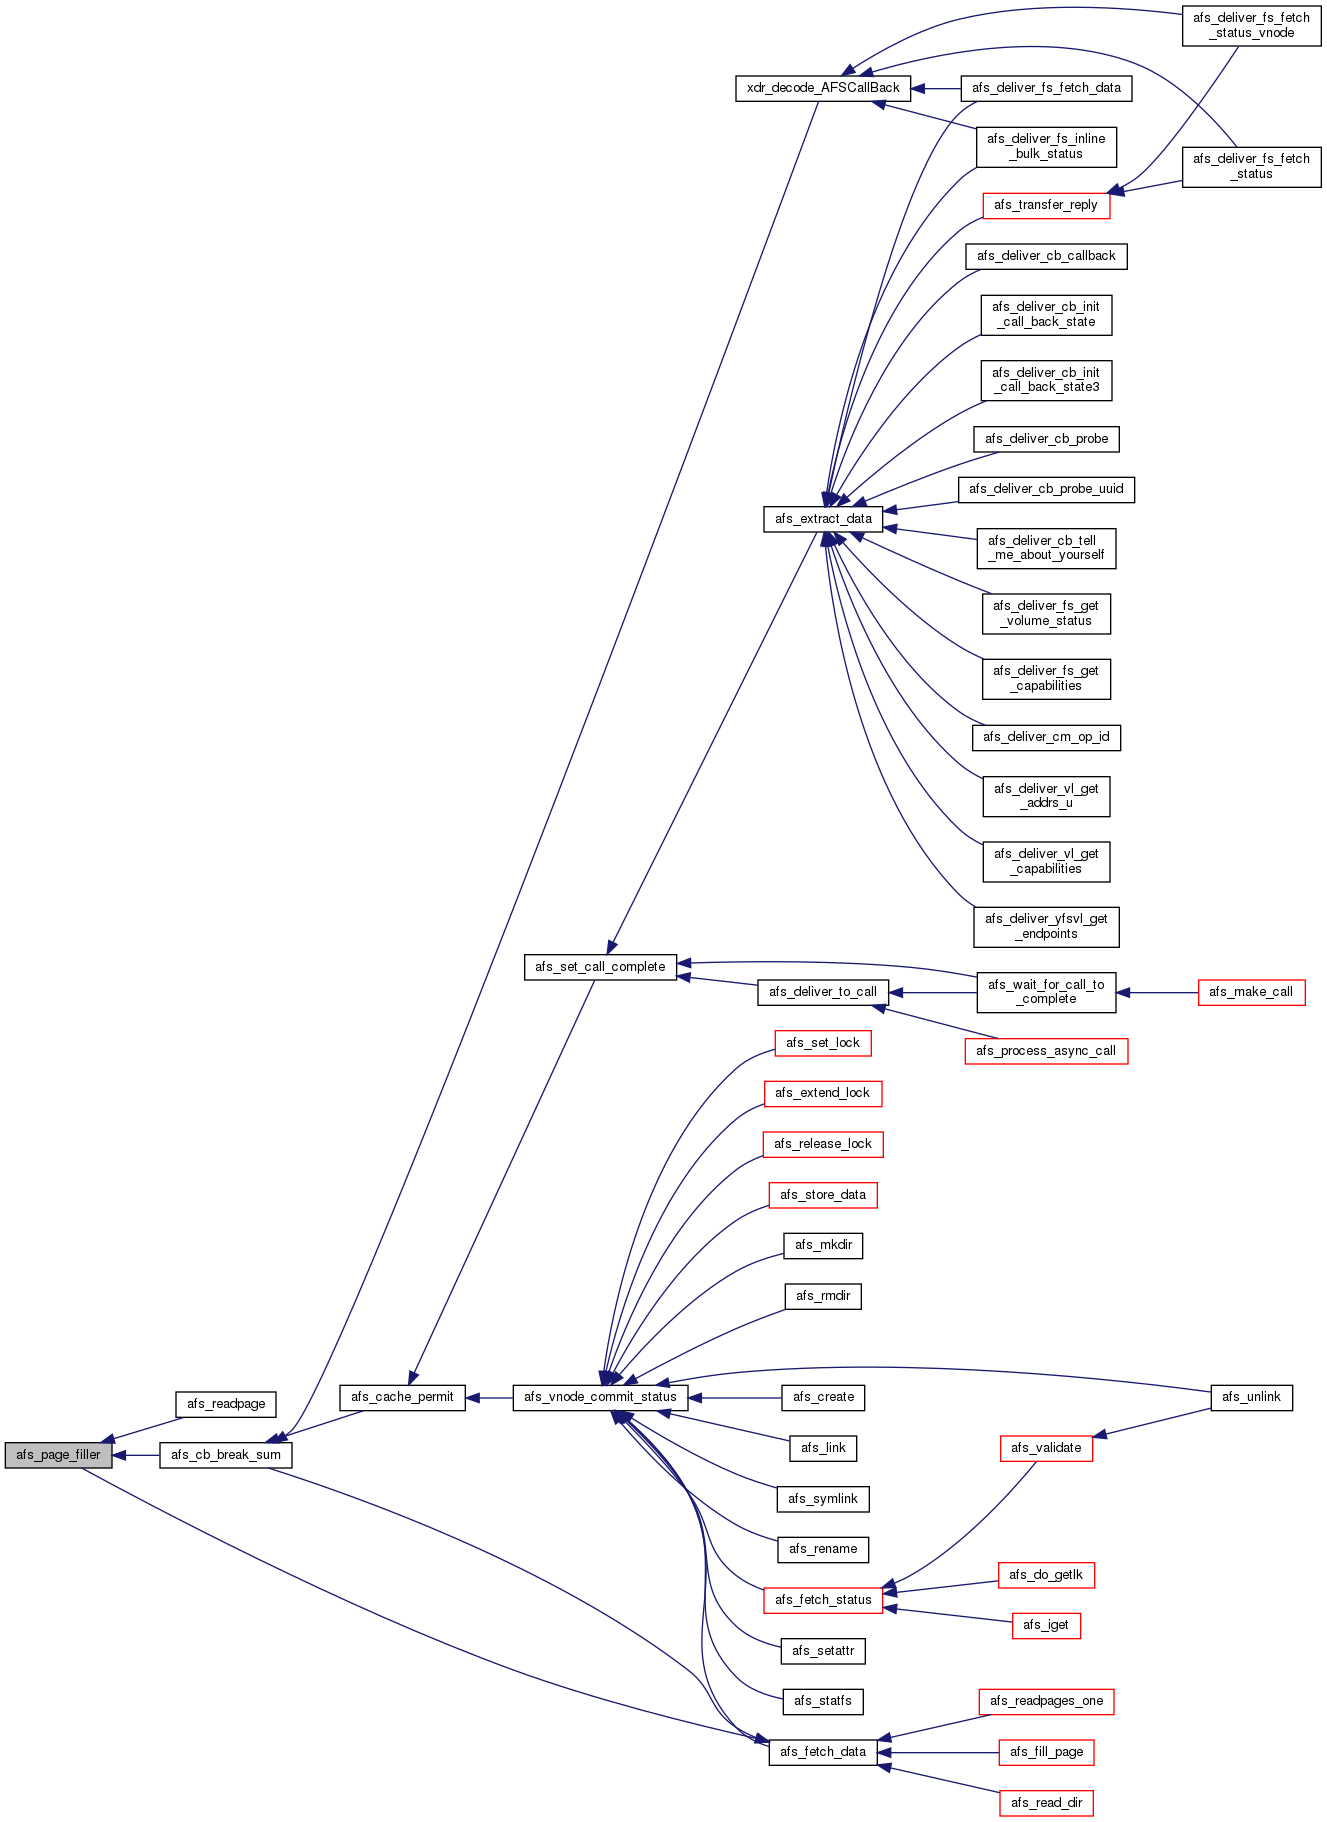 afs_deliver_fs_fetch
_status_vnode
xdr_decode_AFSCallBack
afs_deliver_fs_fetch_data
afs_deliver_fs_inline
_bulk_status
afs_deliver_fs_fetch
_status
afs_transfer_reply
afs_deliver_cb_callback
afs_deliver_cb_init
_call_back_state
afs_deliver_cb_init
_call_back_state3
afs_deliver_cb_probe
afs_deliver_cb_probe_uuid
afs_extract_data
afs_deliver_cb_tell
_me_about_yourself
afs_deliver_fs_get
_volume_status
afs_deliver_fs_get
_capabilities
afs_deliver_cm_op_id
afs_deliver_vl_get
_addrs_u
afs_deliver_vl_get
_capabilities
afs_deliver_yfsvl_get
_endpoints
afs_set_call_complete
afs_deliver_to_call
afs_wait_for_call_to
_complete
afs_make_call
afs_set_lock
afs_process_async_call
afs_extend_lock
afs_release_lock
afs_store_data
afs_mkdir
afs_rmdir
afs_readpage
afs_cache_permit
afs_vnode_commit_status
afs_create
afs_unlink
afs_page_filler
afs_cb_break_sum
afs_link
afs_validate
afs_symlink
afs_rename
afs_fetch_status
afs_do_getlk
afs_iget
afs_setattr
afs_statfs
afs_readpages_one
afs_fetch_data
afs_fill_page
afs_read_dir